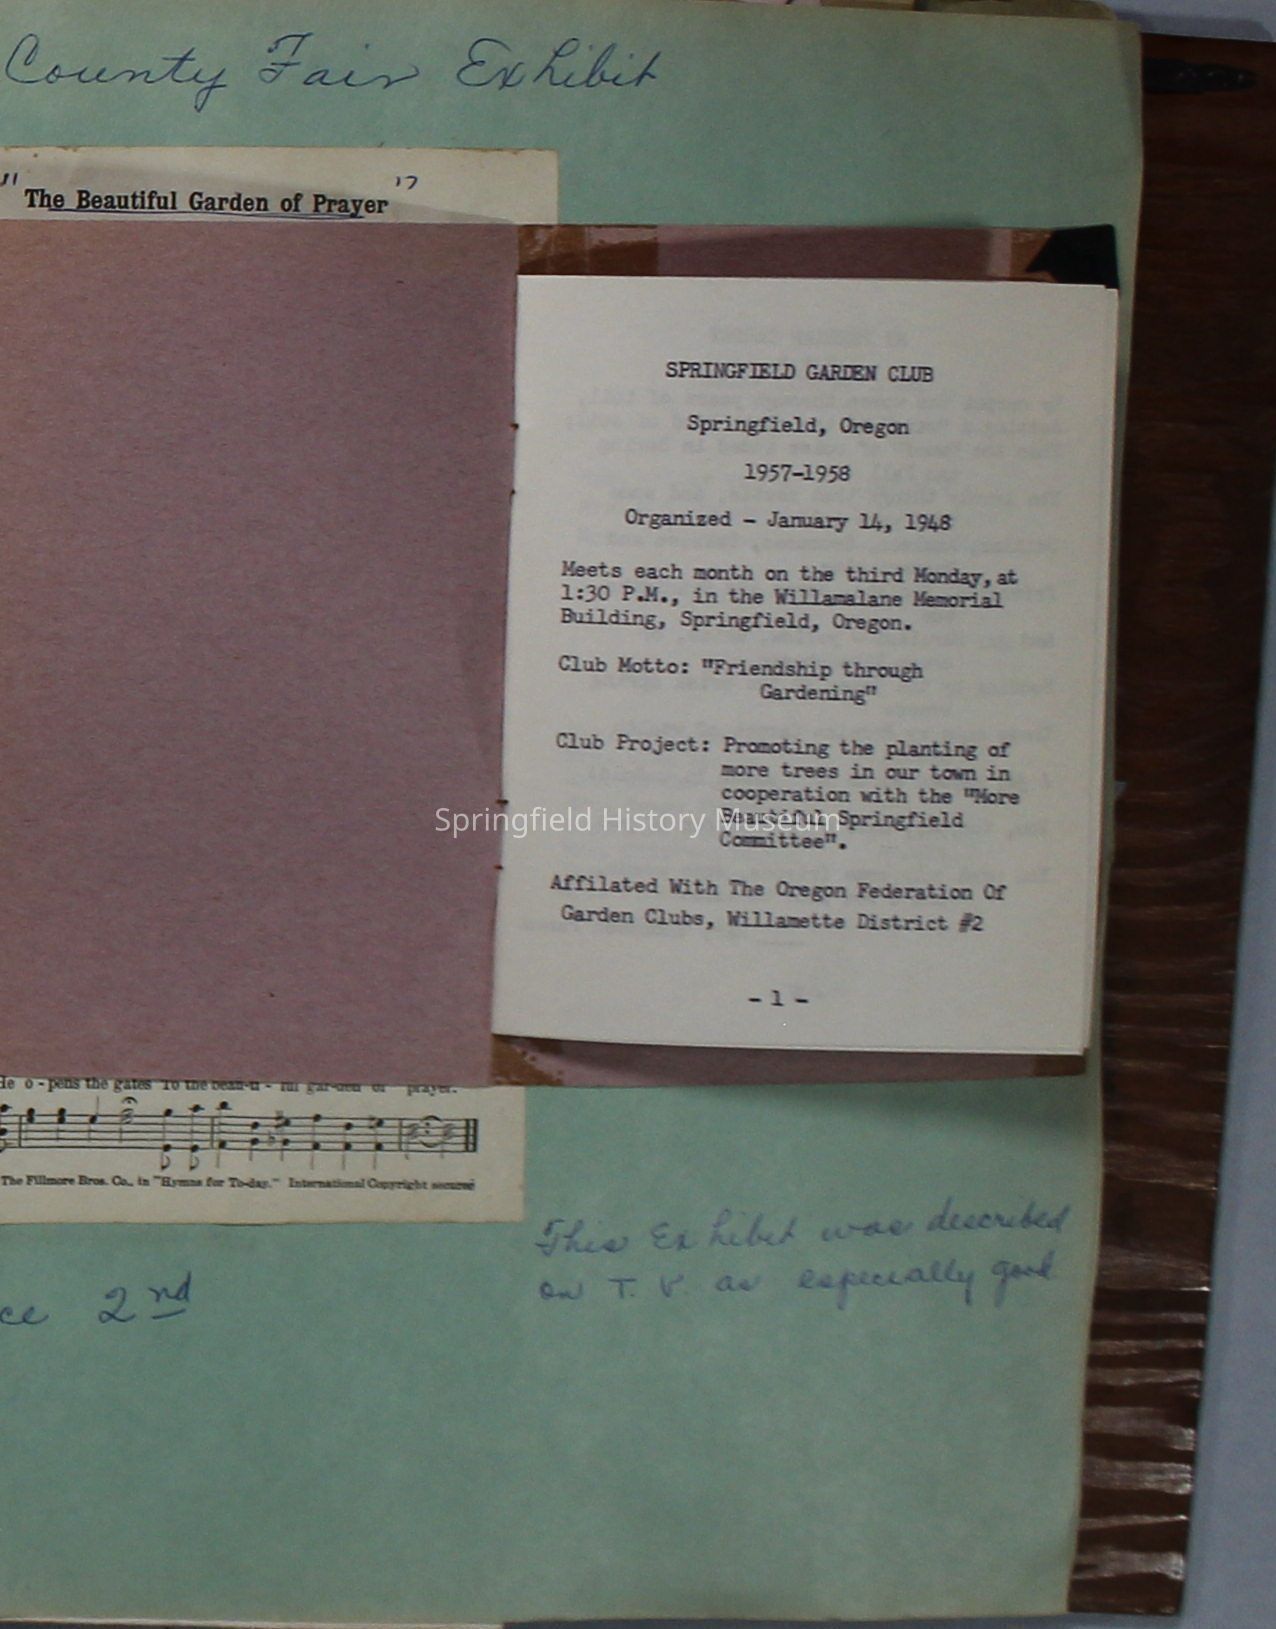 County Fair Exhibit
" The Beautiful Garden of Prayer "
SPRINGFIELD GARDEN CLUB
Springfield, Oregon
1957-1958
Organized - January 14, 1948
Meets each month on the third Monday, at
1:30 P.M., in the Willamalane Memorial
Building, Springfield, Oregon.
Club Motto: "Friendship through
Gardening"
Club Project: Promoting the planting of
more trees in our town in
cooperation with the "More
Beautiful Springfield
Committee".
Affilated With The Oregon Federation Of
Garden Clubs, Willamette District #2
- 1 -
Springfield History Museum
He o - pens the gates To the beau-ti - ful gar-den of prayer.
The Fillmore Bros. Co., in "Hymns for To-day." International Copyright secured
This Exhibit was described
on T. V. as especially good
ce 2nd